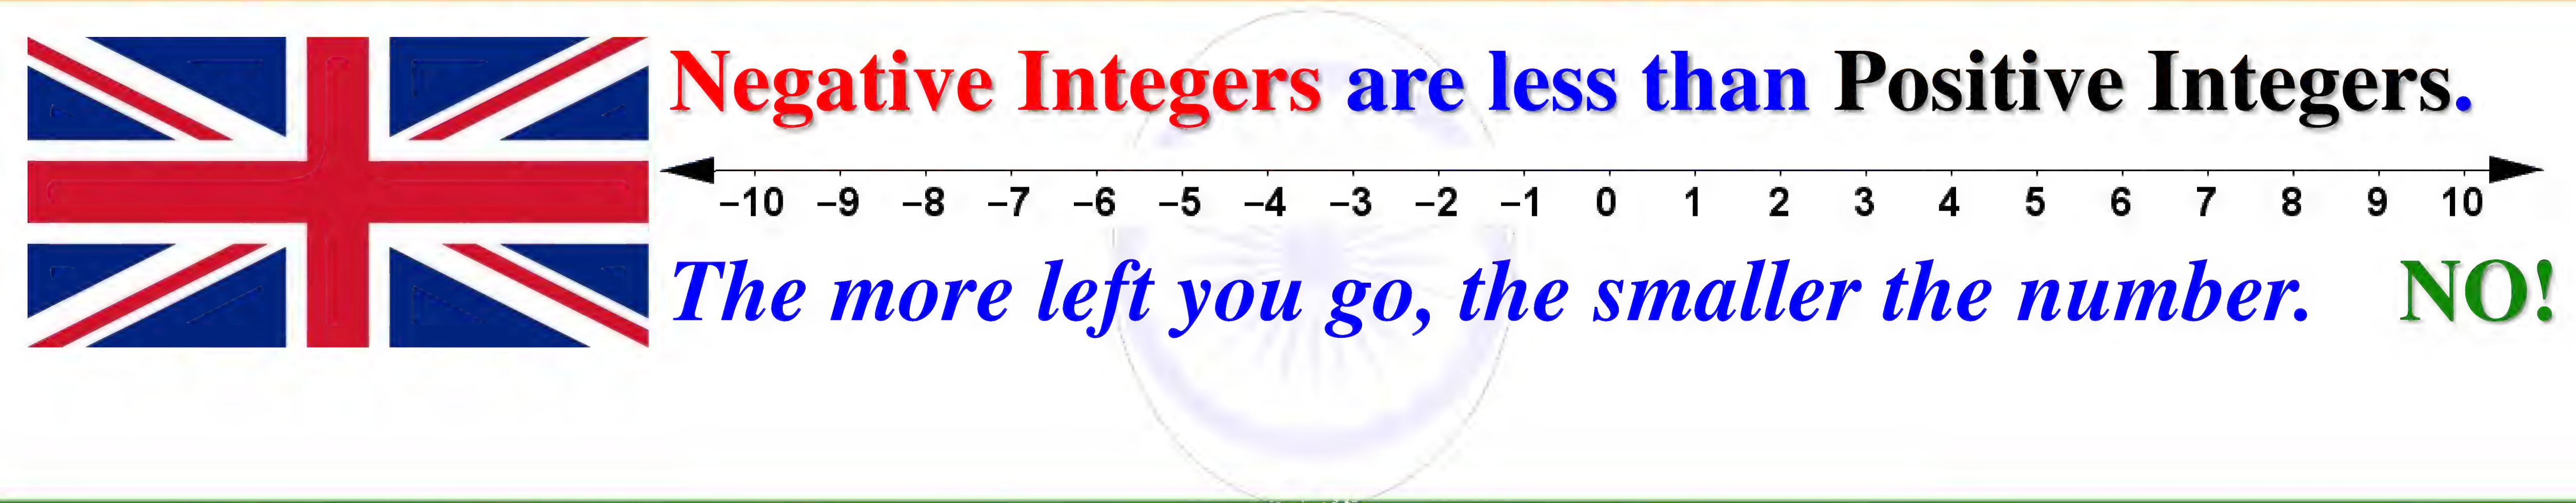 Negative Integers are less than Positive Integers.
–10 –9 –8 –7 –6 –5 –4 –3 –2 –1 0 1 2 3 4 5 6 7 8 9 10
The more left you go, the smaller the number. NO!